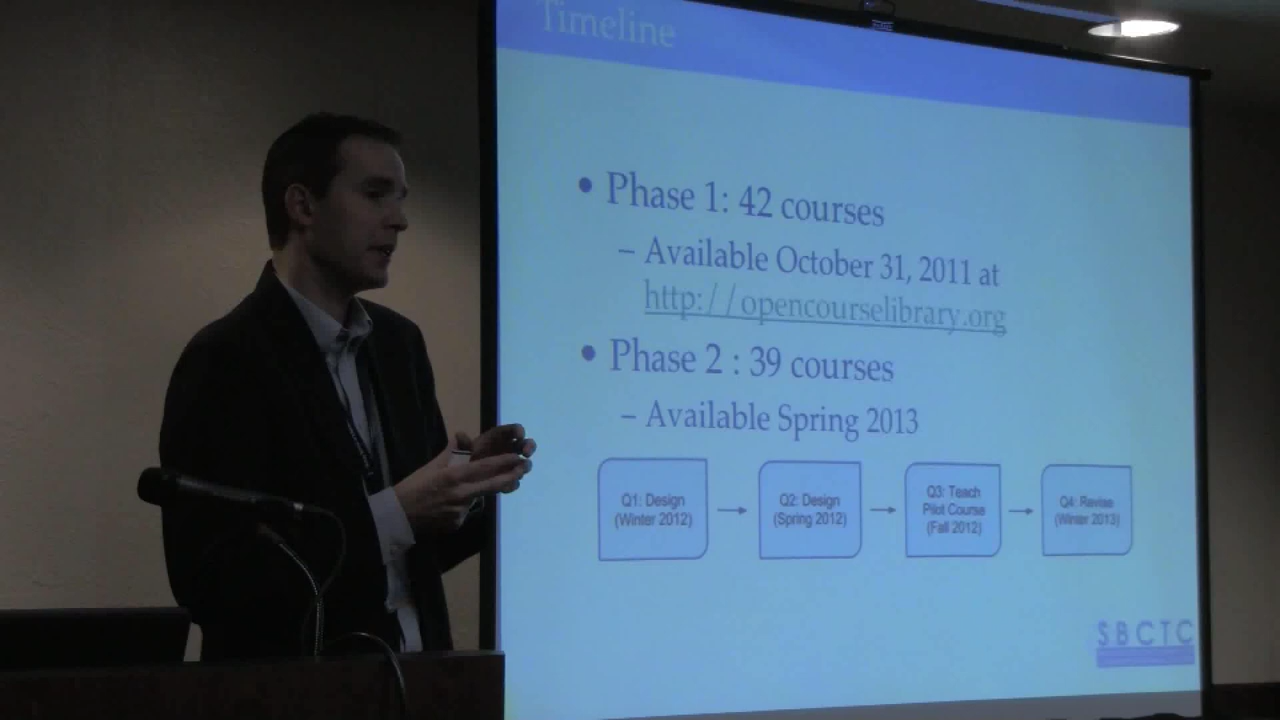 Timeline
• Phase 1: 42 courses
– Available October 31, 2011 at
http://opencourselibrary.org
• Phase 2 : 39 courses
– Available Spring 2013
Q1: Design
(Winter 2012)
Q2: Design
(Spring 2012)
Q3: Teach
Pilot Course
(Fall 2012)
Q4: Revise
(Winter 2013)
SBCTC